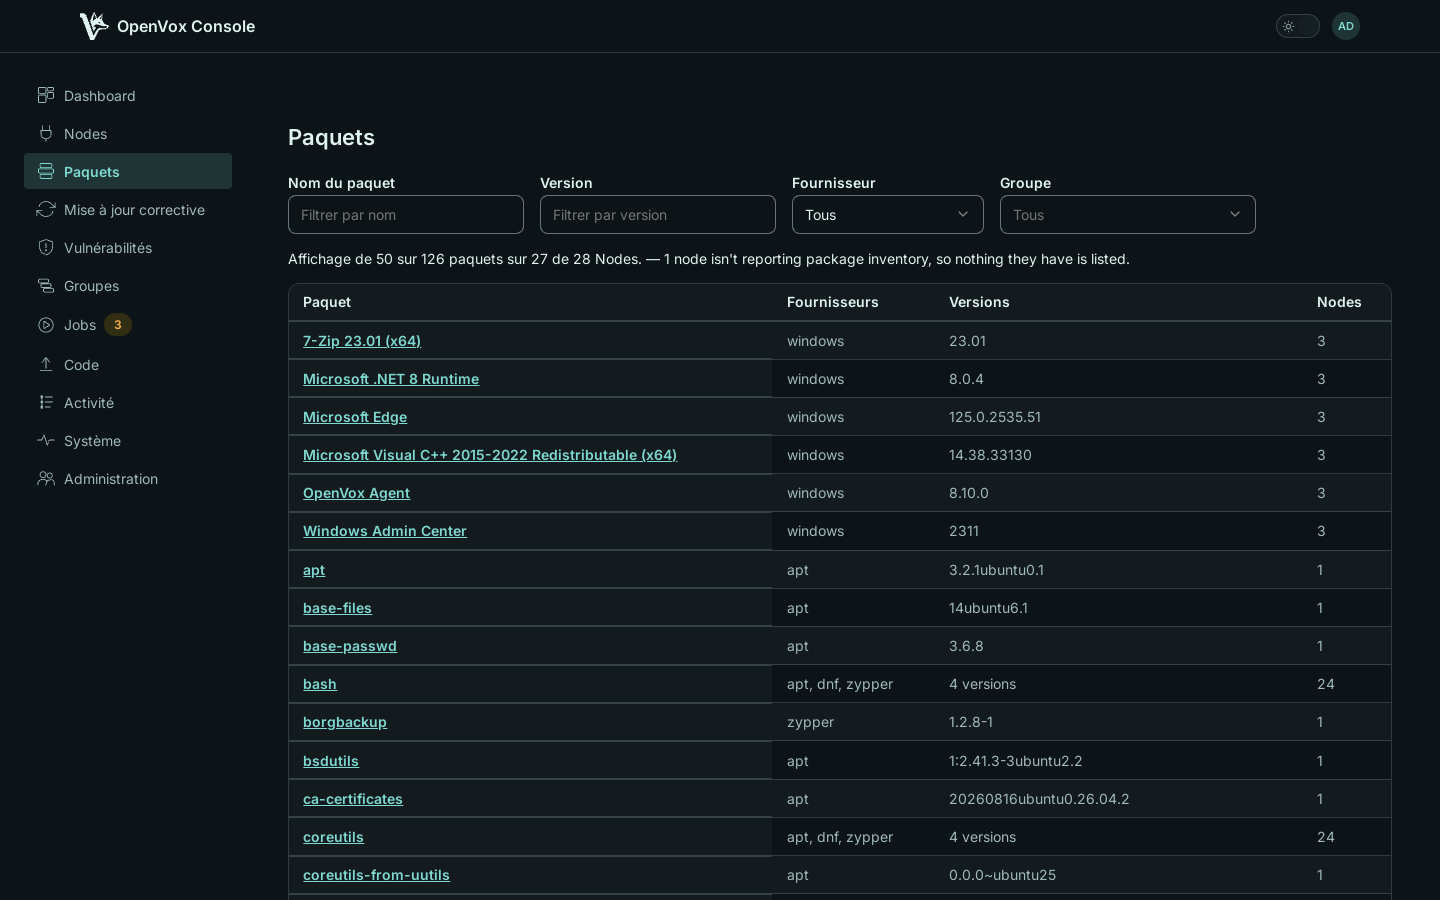 OpenVox Console
AD
Dashboard
Nodes
Paquets
Mise à jour corrective
Vulnérabilités
Groupes
Jobs 3
Code
Activité
Système
Administration
Paquets
Nom du paquet Version Fournisseur Groupe
Filtrer par nom Filtrer par version Tous Tous
Affichage de 50 sur 126 paquets sur 27 de 28 Nodes. — 1 node isn't reporting package inventory, so nothing they have is listed.
Paquet Fournisseurs Versions Nodes
7-Zip 23.01 (x64) windows 23.01 3
Microsoft .NET 8 Runtime windows 8.0.4 3
Microsoft Edge windows 125.0.2535.51 3
Microsoft Visual C++ 2015-2022 Redistributable (x64) windows 14.38.33130 3
OpenVox Agent windows 8.10.0 3
Windows Admin Center windows 2311 3
apt apt 3.2.1ubuntu0.1 1
base-files apt 14ubuntu6.1 1
base-passwd apt 3.6.8 1
bash apt, dnf, zypper 4 versions 24
borgbackup zypper 1.2.8-1 1
bsdutils apt 1:2.41.3-3ubuntu2.2 1
ca-certificates apt 20260816ubuntu0.26.04.2 1
coreutils apt, dnf, zypper 4 versions 24
coreutils-from-uutils apt 0.0.0~ubuntu25 1